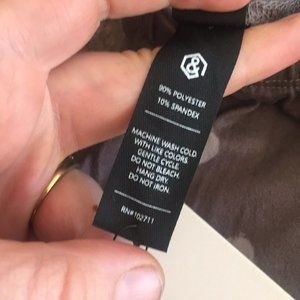 &
90% POLYESTER
10% SPANDEX
MACHINE WASH COLD.
WITH LIKE COLORS.
GENTLE CYCLE.
DO NOT BLEACH.
HANG DRY.
DO NOT IRON.
RN#102711